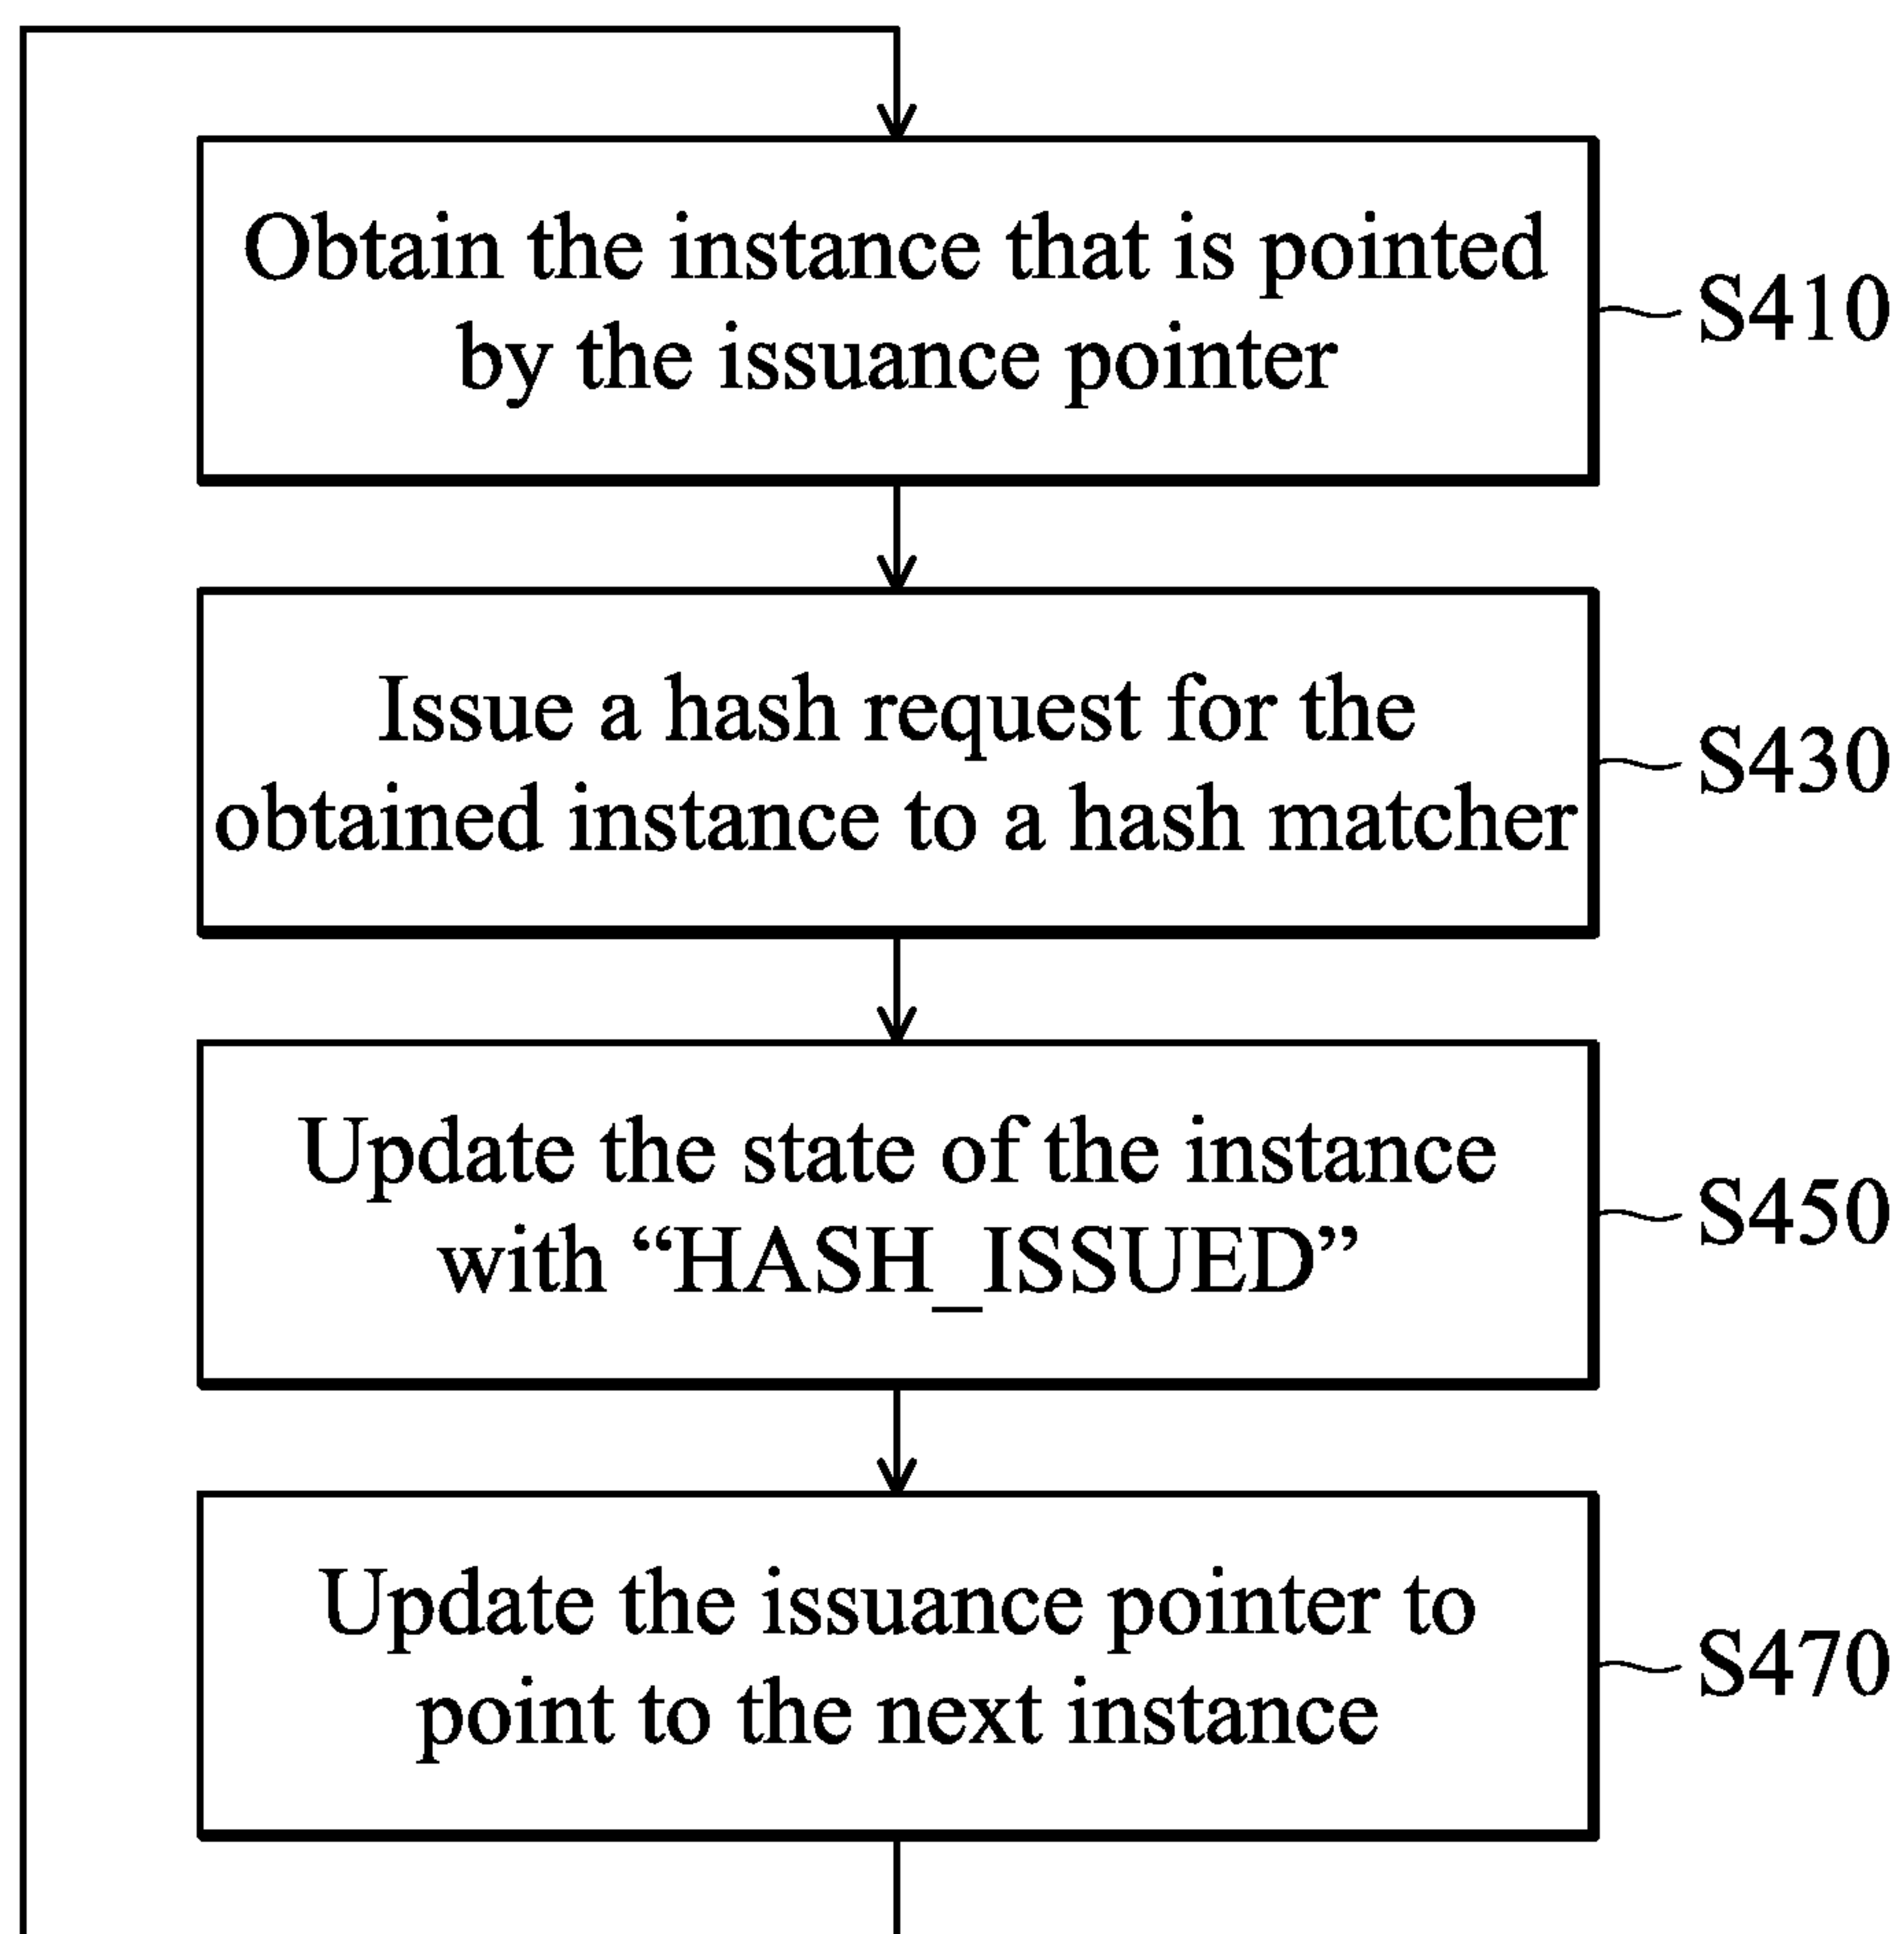 Obtain the instance that is pointed
by the issuance pointer
S410
Issue a hash request for the
obtained instance to a hash matcher
S430
Update the state of the instance
with “HASH_ISSUED”
S450
Update the issuance pointer to
point to the next instance
S470